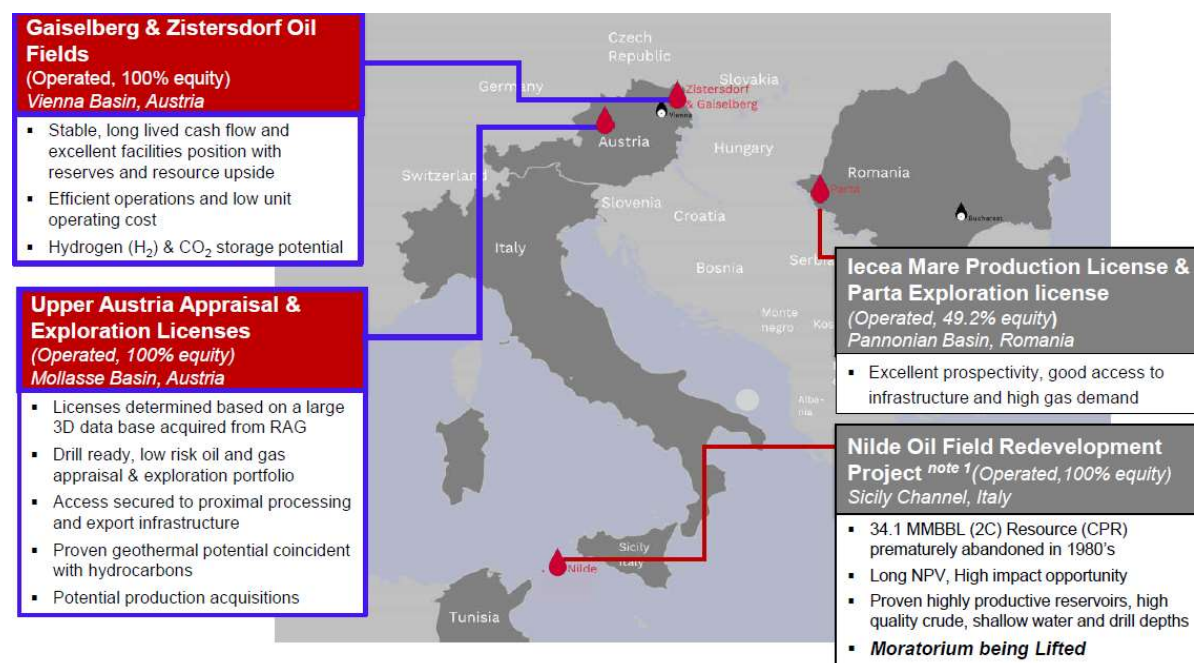 Gaiselberg & Zistersdorf Oil
Fields
(Operated, 100% equity)
Vienna Basin, Austria
▪ Stable, long lived cash flow and
excellent facilities position with
reserves and resource upside
▪ Efficient operations and low unit
operating cost
▪ Hydrogen (H₂) & CO₂ storage potential
Upper Austria Appraisal &
Exploration Licenses
(Operated, 100% equity)
Mollasse Basin, Austria
▪ Licenses determined based on a large
3D data base acquired from RAG
▪ Drill ready, low risk oil and gas
appraisal & exploration portfolio
▪ Access secured to proximal processing
and export infrastructure
▪ Proven geothermal potential coincident
with hydrocarbons
▪ Potential production acquisitions
Czech
Republic
Germany
Slovakia
Zistersdorf
& Gaiselberg
Vienna
Austria
Hungary
Switzerland
Slovenia
Romania
Parta
Bucharest
Croatia
Italy
Bosnia
Serbia
Monte
negro
Kos
Alba-
nia
Sicily
Italy
Nilde
Tunisia
Iecea Mare Production License &
Parta Exploration license
(Operated, 49.2% equity)
Pannonian Basin, Romania
▪ Excellent prospectivity, good access to
infrastructure and high gas demand
Nilde Oil Field Redevelopment
Project note 1 (Operated,100% equity)
Sicily Channel, Italy
▪ 34.1 MMBBL (2C) Resource (CPR)
prematurely abandoned in 1980's
▪ Long NPV, High impact opportunity
▪ Proven highly productive reservoirs, high
quality crude, shallow water and drill depths
▪ Moratorium being Lifted